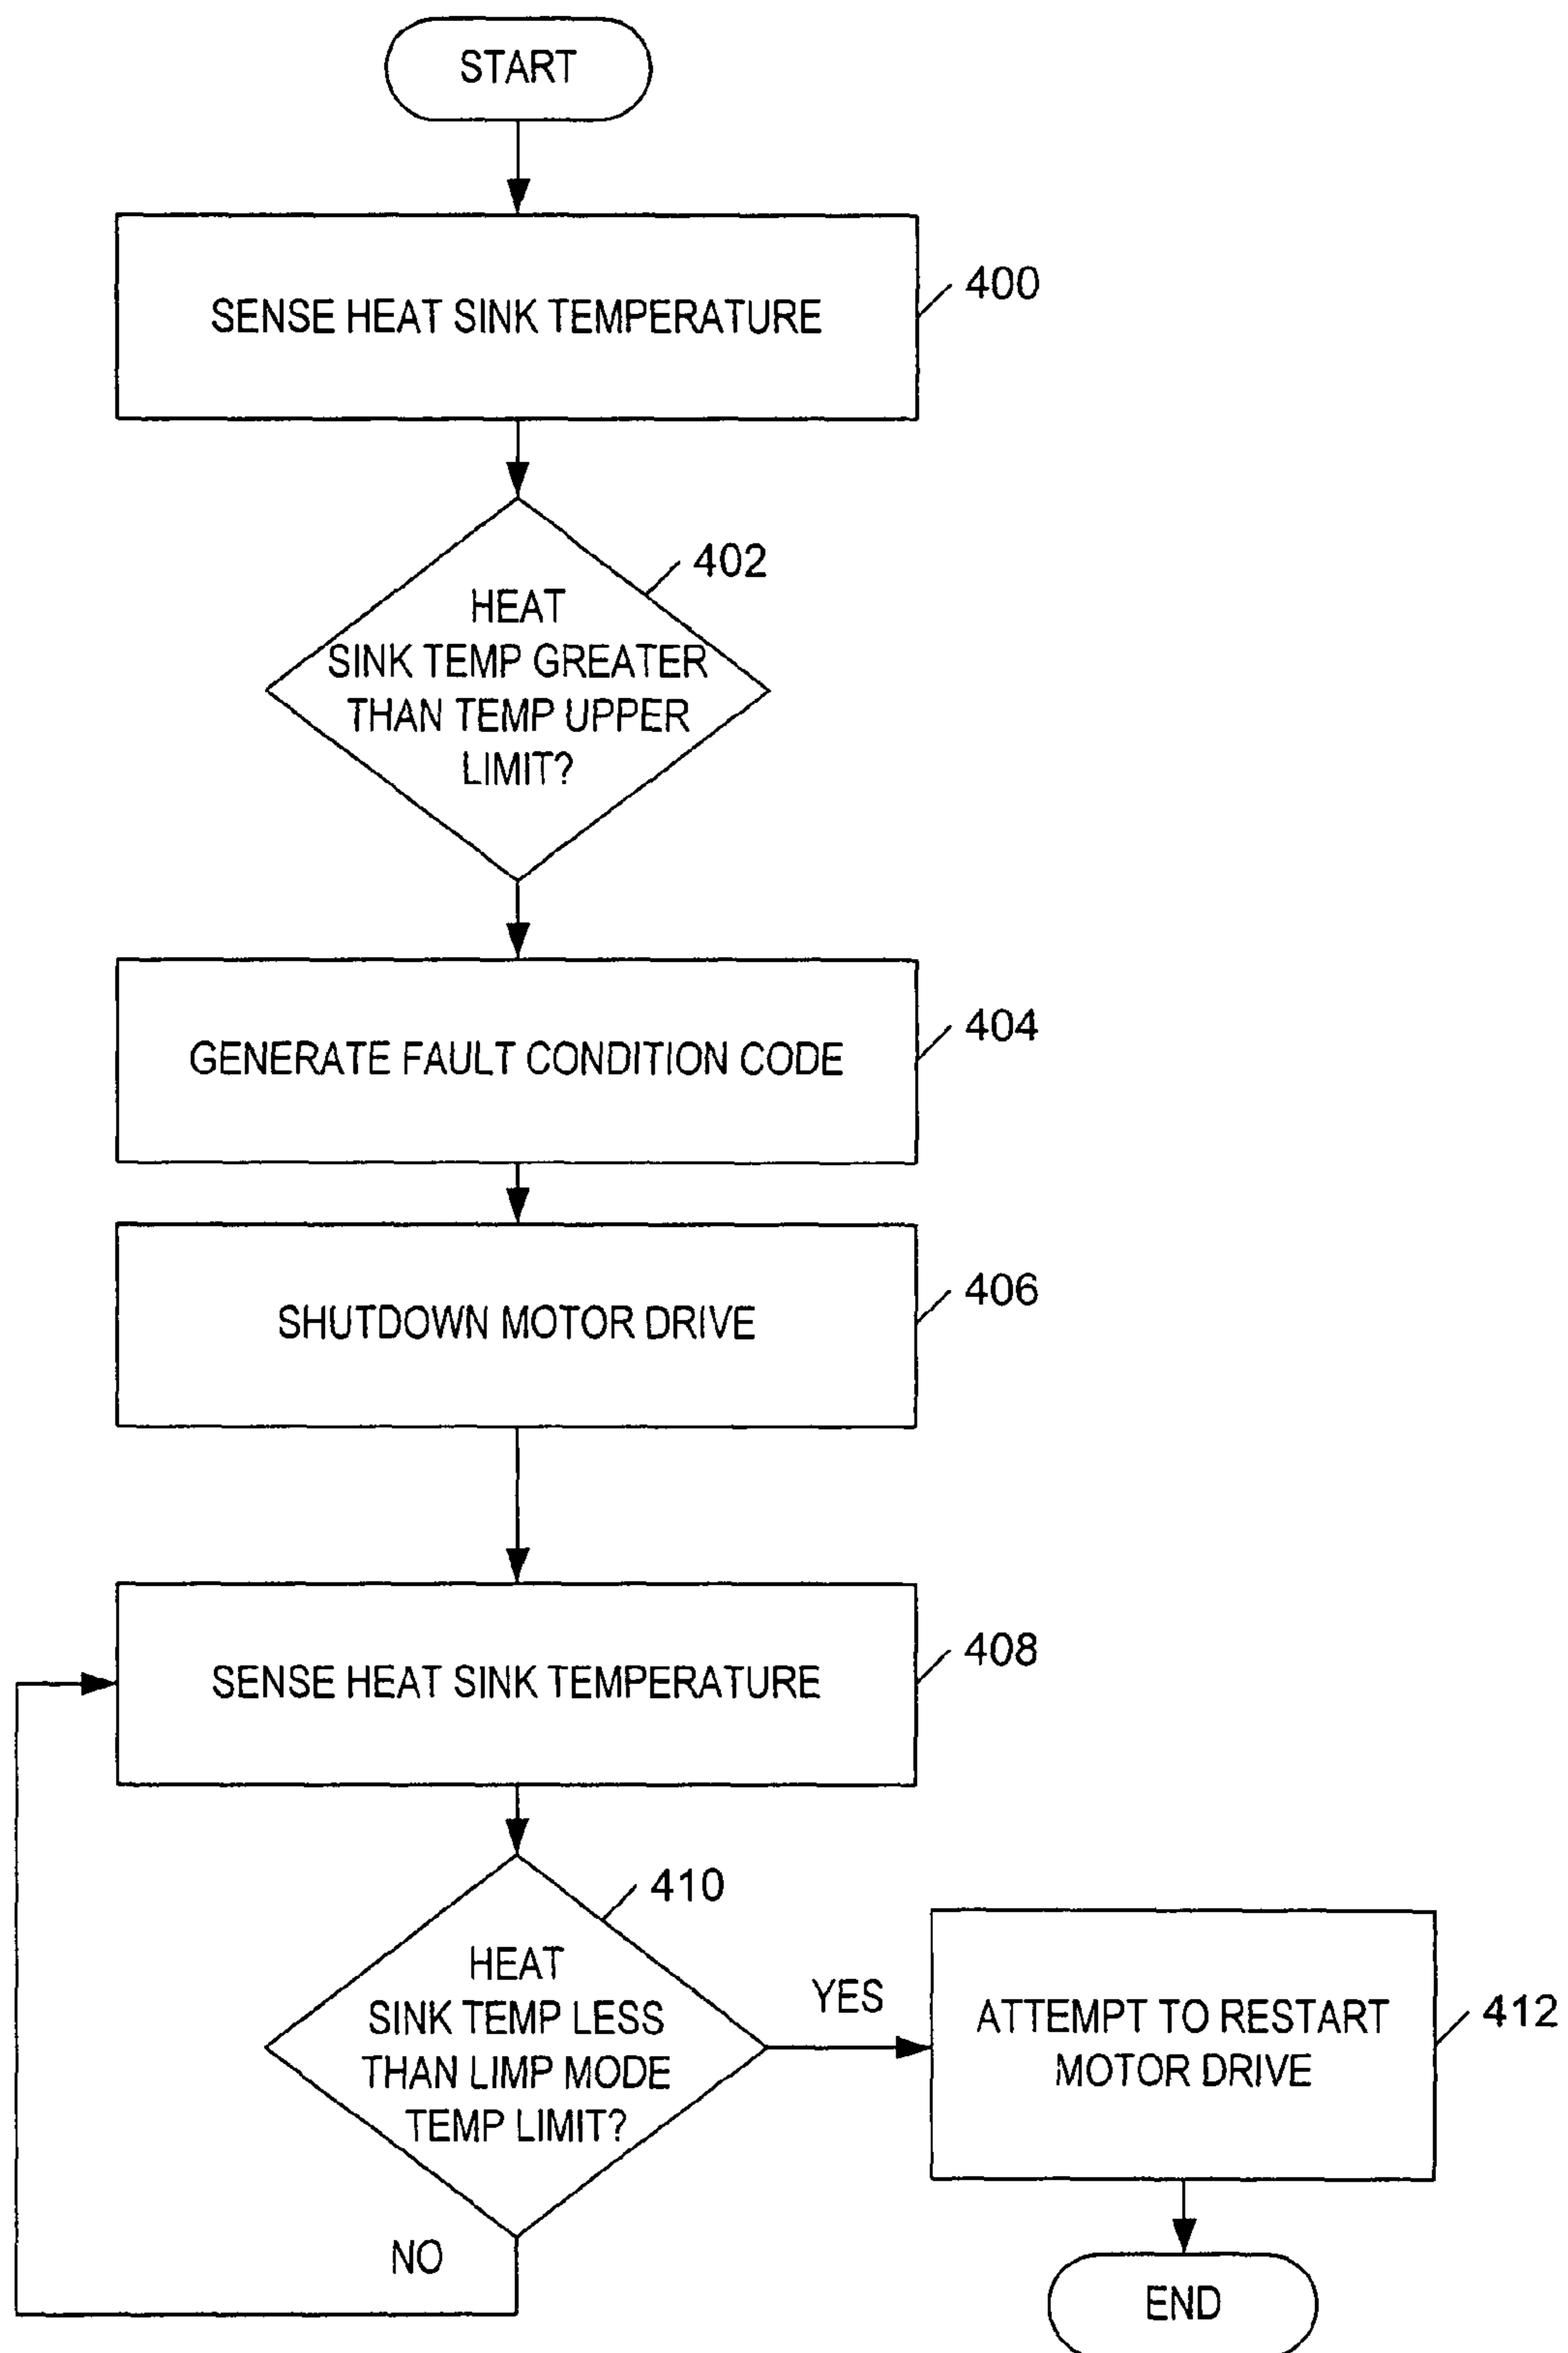 START
SENSE HEAT SINK TEMPERATURE
400
402
HEAT
SINK TEMP GREATER
THAN TEMP UPPER
LIMIT?
GENERATE FAULT CONDITION CODE
404
SHUTDOWN MOTOR DRIVE
406
SENSE HEAT SINK TEMPERATURE
408
410
HEAT
SINK TEMP LESS
THAN LIMP MODE
TEMP LIMIT?
YES
ATTEMPT TO RESTART
MOTOR DRIVE
412
NO
END